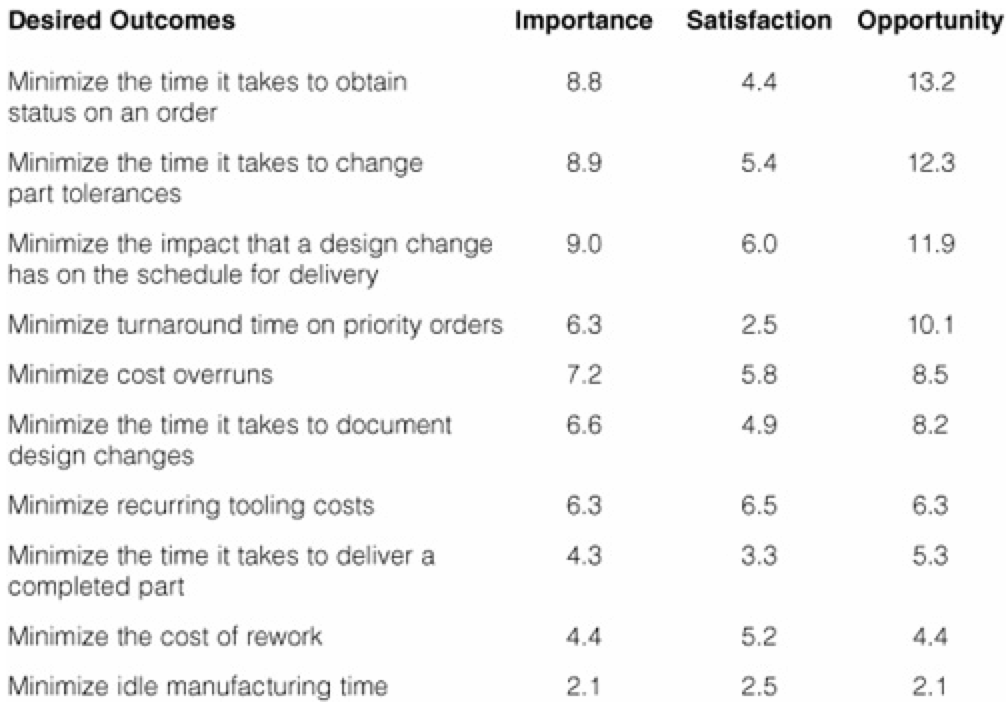 Desired Outcomes Importance Satisfaction Opportunity
Minimize the time it takes to obtain 8.8 4.4 13.2
status on an order
Minimize the time it takes to change 8.9 5.4 12.3
part tolerances
Minimize the impact that a design change 9.0 6.0 11.9
has on the schedule for delivery
Minimize turnaround time on priority orders 6.3 2.5 10.1
Minimize cost overruns 7.2 5.8 8.5
Minimize the time it takes to document 6.6 4.9 8.2
design changes
Minimize recurring tooling costs 6.3 6.5 6.3
Minimize the time it takes to deliver a 4.3 3.3 5.3
completed part
Minimize the cost of rework 4.4 5.2 4.4
Minimize idle manufacturing time 2.1 2.5 2.1